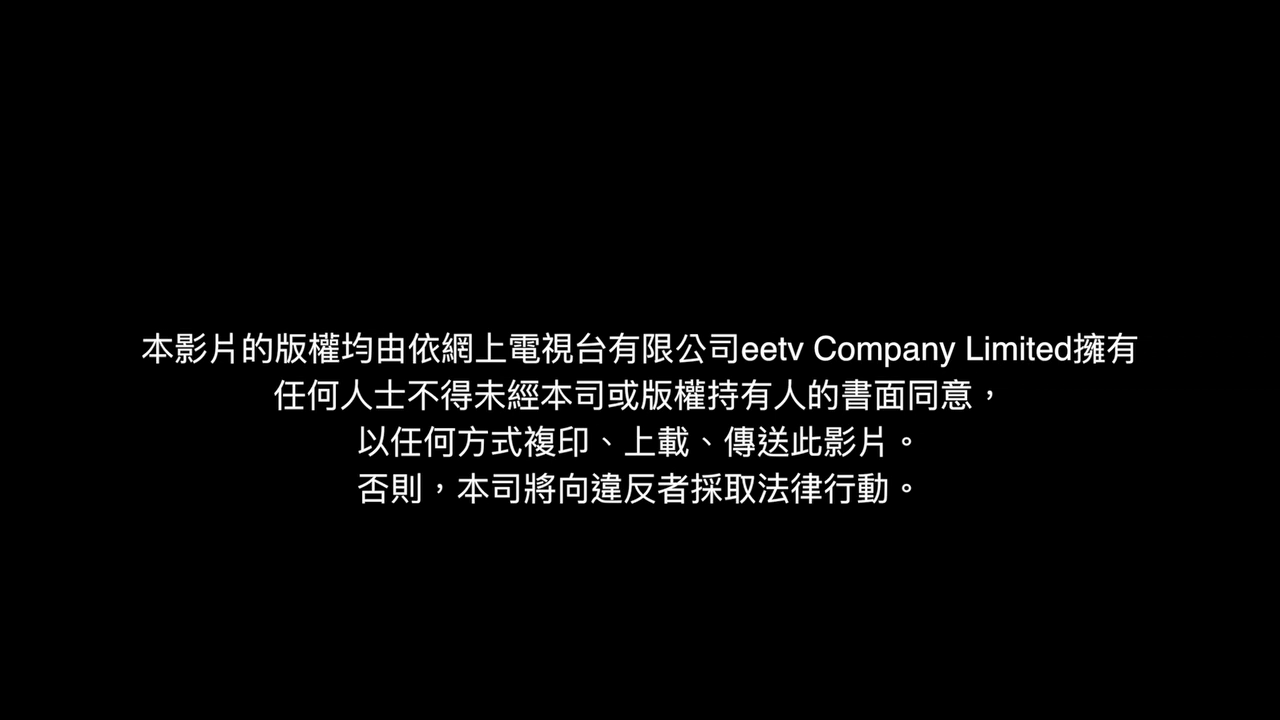 本影片的版權均由依網上電視台有限公司eetv Company Limited擁有
任何人士不得未經本司或版權持有人的書面同意，
以任何方式複印、上載、傳送此影片。
否則，本司將向違反者採取法律行動。